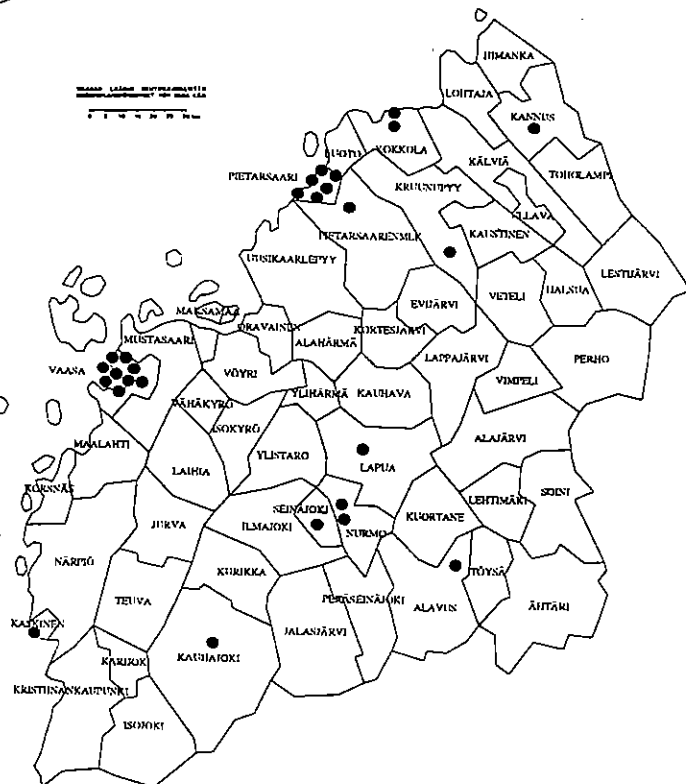 HIMANKA
LOHTAJA
KANNUS
LUOTO
KOKKOLA
KÄLVIÄ
PIETARSAARI
KRUUNUPYY
TOHOLAMPI
ULLAVA
PIETARSAARENMLK
KAUSTINEN
UUSIKAARLEPYY
LESTIJÄRVI
EVIJÄRVI
VETELI
HALSUA
MAKSAMAA
ORAVAINEN
KORTESJÄRVI
MUSTASAARI
ALAHÄRMÄ
LAPPAJÄRVI
PERHO
VAASA
VÖYRI
VIMPELI
YLIHÄRMÄ
KAUHAVA
VÄHÄKYRÖ
ISOKYRÖ
ALAJÄRVI
MAALAHTI
LAIHIA
YLISTARO
LAPUA
KORSNÄS
LEHTIMÄKI
SOINI
SEINÄJOKI
JURVA
ILMAJOKI
NURMO
KUORTANE
NÄRPIÖ
KURIKKA
TÖYSÄ
TEUVA
PERÄSEINÄJOKI
ALAVUS
ÄHTÄRI
KASKINEN
JALASJÄRVI
KARIJOKI
KAUHAJOKI
KRISTIINANKAUPUNKI
ISOJOKI